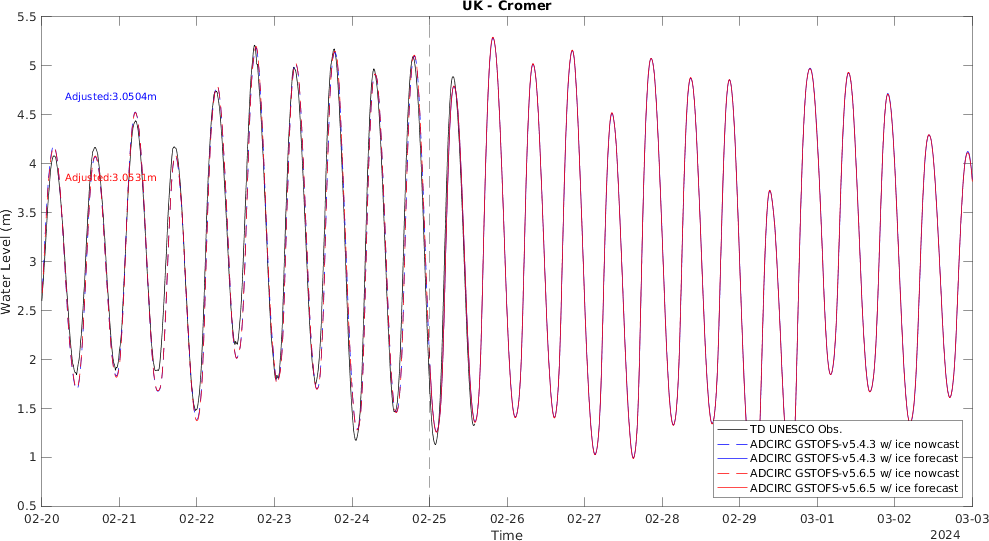 UK - Cromer
5.5
5
4.5
4
3.5
3
2.5
2
1.5
1
0.5
Water Level (m)
Adjusted:3.0504m
Adjusted:3.0531m
TD UNESCO Obs.
ADCIRC GSTOFS-v5.4.3 w/ ice nowcast
ADCIRC GSTOFS-v5.4.3 w/ ice forecast
ADCIRC GSTOFS-v5.6.5 w/ ice nowcast
ADCIRC GSTOFS-v5.6.5 w/ ice forecast
02-20 02-21 02-22 02-23 02-24 02-25 02-26 02-27 02-28 02-29 03-01 03-02 03-03
Time
2024